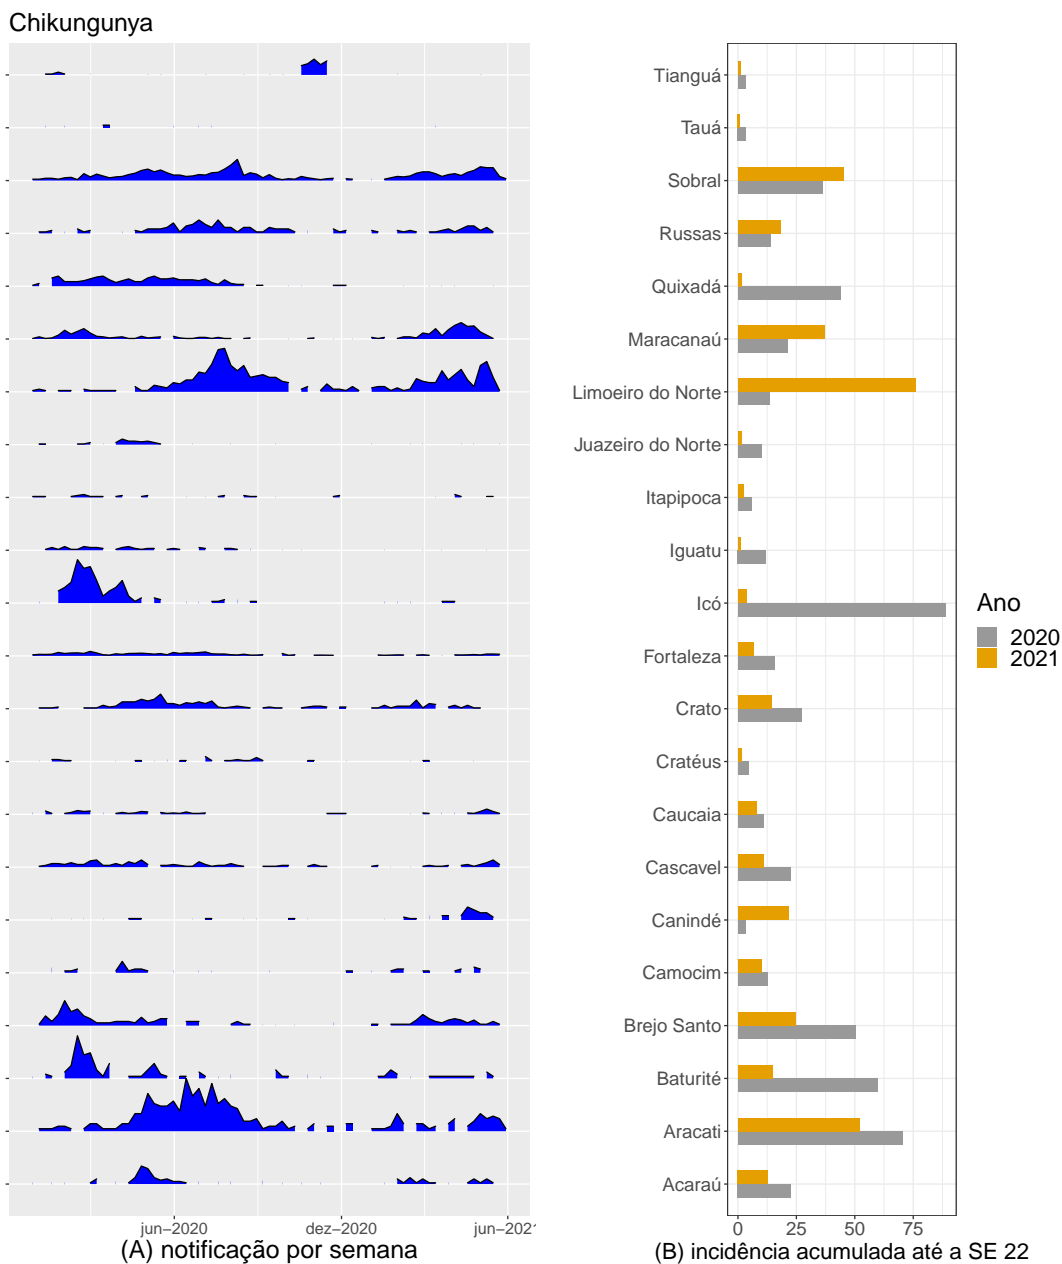 Chikungunya
Tianguá
Tauá
Sobral
Russas
Quixadá
Maracanaú
Limoeiro do Norte
Juazeiro do Norte
Itapipoca
Iguatu
Icó
Fortaleza
Crato
Cratéus
Caucaia
Cascavel
Canindé
Camocim
Brejo Santo
Baturité
Aracati
Acaraú
Ano
2020
2021
jun−2020 dez−2020 jun−2021
(A) notificação por semana
0 25 50 75
(B) incidência acumulada até a SE 22